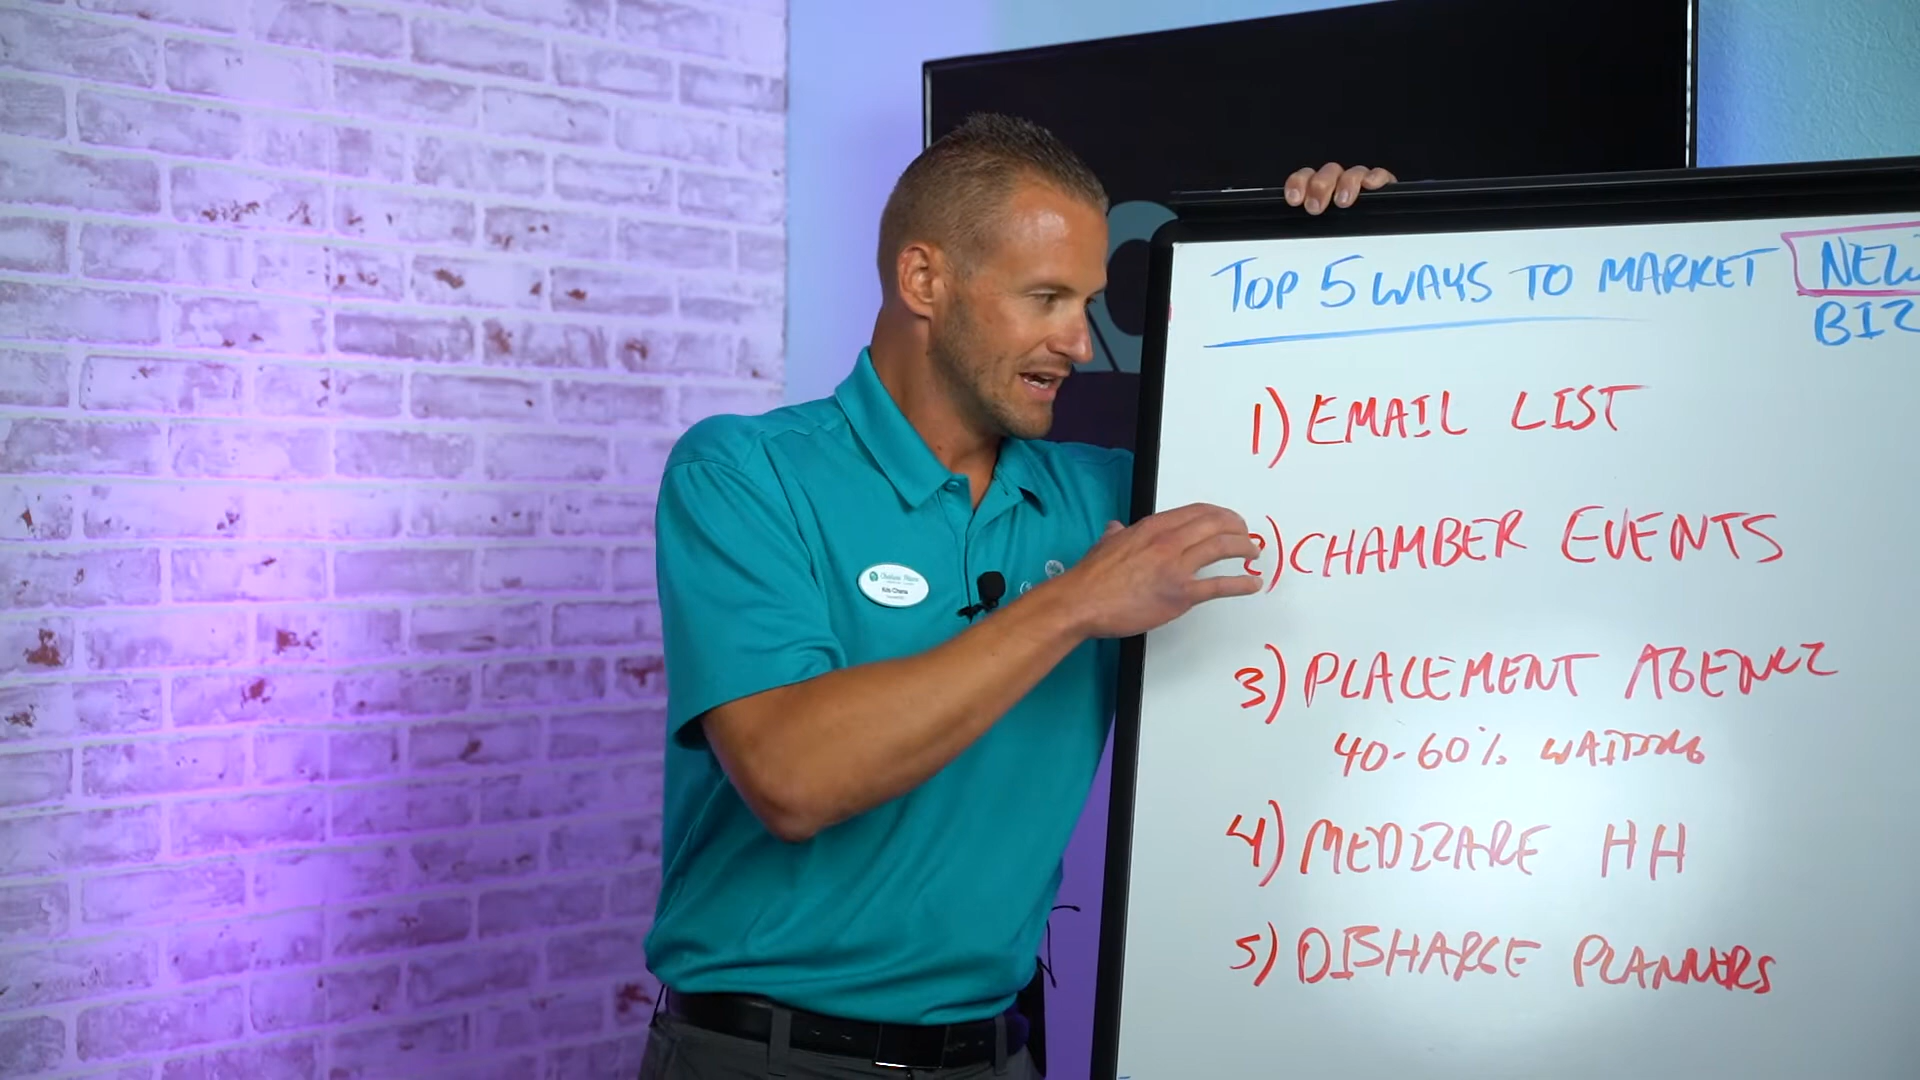 TOP 5 WAYS TO MARKET NEW
BIZ
1) EMAIL LIST
2) CHAMBER EVENTS
3) PLACEMENT AGENCY
40-60% WAITING
4) MEDICARE HH
5) DISHARGE PLANNERS